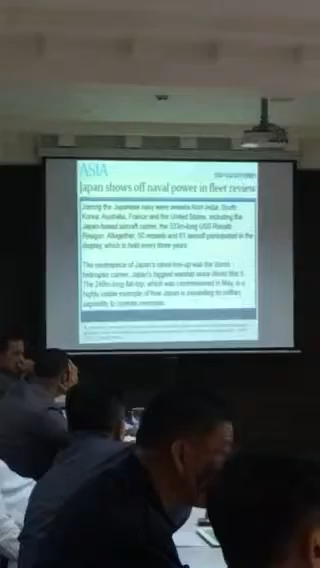 ASIA
Japan shows off naval power in fleet review
Joining the Japanese navy were vessels from India, South
Korea, Australia, France and the United States, including the
Japan-based aircraft carrier, the 333m-long USS Ronald
Reagan. Altogether, 50 vessels and 61 aircraft participated in the
display, which is held every three years.
The centrepiece of Japan's naval line-up was the Izumo
helicopter carrier, Japan's biggest warship since World War II.
The 248m-long flat-top, which was commissioned in May, is a
highly visible example of how Japan is expanding its military
capability to operate overseas.